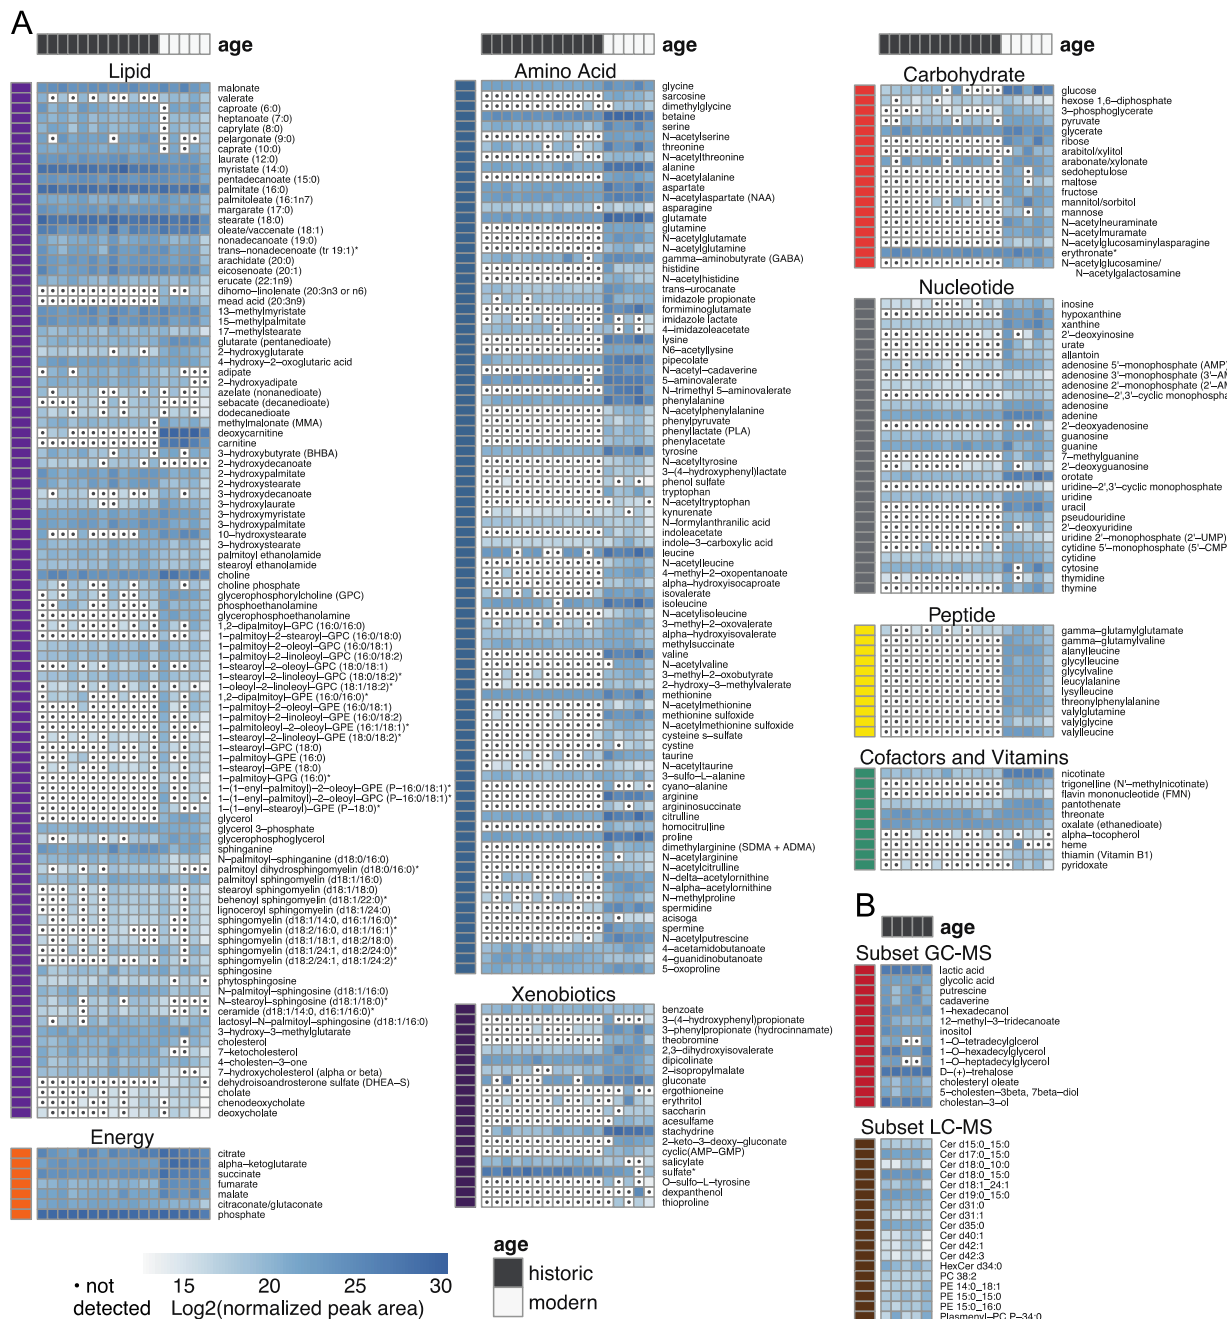 A
age
Lipid
malonate
valerate
caproate (6:0)
heptanoate (7:0)
caprylate (8:0)
pelargonate (9:0)
caprate (10:0)
laurate (12:0)
myristate (14:0)
pentadecanoate (15:0)
palmitate (16:0)
palmitoleate (16:1n7)
margarate (17:0)
stearate (18:0)
oleate/vaccenate (18:1)
nonadecanoate (19:0)
trans-nonadecenoate (tr 19:1)*
arachidate (20:0)
eicosenoate (20:1)
erucate (22:1n9)
dihomo-linolenate (20:3n3 or n6)
mead acid (20:3n9)
13-methylmyristate
15-methylpalmitate
17-methylstearate
glutarate (pentanedioate)
2-hydroxyglutarate
4-hydroxy-2-oxoglutaric acid
adipate
2-hydroxyadipate
azelate (nonanedioate)
sebacate (decanedioate)
dodecanedioate
methylmalonate (MMA)
deoxycarnitine
carnitine
3-hydroxybutyrate (BHBA)
2-hydroxydecanoate
2-hydroxypalmitate
2-hydroxystearate
3-hydroxydecanoate
3-hydroxylaurate
3-hydroxymyristate
3-hydroxypalmitate
10-hydroxystearate
3-hydroxystearate
palmitoyl ethanolamide
stearoyl ethanolamide
choline
choline phosphate
glycerophosphorylcholine (GPC)
phosphoethanolamine
glycerophosphoethanolamine
1,2-dipalmitoyl-GPC (16:0/16:0)
1-palmitoyl-2-stearoyl-GPC (16:0/18:0)
1-palmitoyl-2-oleoyl-GPC (16:0/18:1)
1-palmitoyl-2-linoleoyl-GPC (16:0/18:2)
1-stearoyl-2-oleoyl-GPC (18:0/18:1)
1-stearoyl-2-linoleoyl-GPC (18:0/18:2)*
1-oleoyl-2-linoleoyl-GPC (18:1/18:2)*
1,2-dipalmitoyl-GPE (16:0/16:0)*
1-palmitoyl-2-oleoyl-GPE (16:0/18:1)
1-palmitoyl-2-linoleoyl-GPE (16:0/18:2)
1-palmitoleoyl-2-oleoyl-GPE (16:1/18:1)*
1-stearoyl-2-linoleoyl-GPE (18:0/18:2)*
1-stearoyl-GPC (18:0)
1-palmitoyl-GPE (16:0)
1-stearoyl-GPE (18:0)
1-palmitoyl-GPG (16:0)*
1-(1-enyl-palmitoyl)-2-oleoyl-GPE (P-16:0/18:1)*
1-(1-enyl-palmitoyl)-2-oleoyl-GPC (P-16:0/18:1)*
1-(1-enyl-stearoyl)-GPE (P-18:0)*
glycerol
glycerol 3-phosphate
glycerophosphoglycerol
sphinganine
N-palmitoyl-sphinganine (d18:0/16:0)
palmitoyl dihydrosphingomyelin (d18:0/16:0)*
palmitoyl sphingomyelin (d18:1/16:0)
stearoyl sphingomyelin (d18:1/18:0)
behenoyl sphingomyelin (d18:1/22:0)*
lignoceroyl sphingomyelin (d18:1/24:0)
sphingomyelin (d18:1/14:0, d16:1/16:0)*
sphingomyelin (d18:2/16:0, d18:1/16:1)*
sphingomyelin (d18:1/18:1, d18:2/18:0)
sphingomyelin (d18:1/24:1, d18:2/24:0)*
sphingomyelin (d18:2/24:1, d18:1/24:2)*
sphingosine
phytosphingosine
N-palmitoyl-sphingosine (d18:1/16:0)
N-stearoyl-sphingosine (d18:1/18:0)*
ceramide (d18:1/14:0, d16:1/16:0)*
lactosyl-N-palmitoyl-sphingosine (d18:1/16:0)
3-hydroxy-3-methylglutarate
cholesterol
7-ketocholesterol
4-cholesten-3-one
7-hydroxycholesterol (alpha or beta)
dehydroisoandrosterone sulfate (DHEA-S)
cholate
chenodeoxycholate
deoxycholate
Energy
citrate
alpha-ketoglutarate
succinate
fumarate
malate
citraconate/glutaconate
phosphate
• not detected
15 20 25 30
Log2(normalized peak area)
age
Amino Acid
glycine
sarcosine
dimethylglycine
betaine
serine
N-acetylserine
threonine
N-acetylthreonine
alanine
N-acetylalanine
aspartate
N-acetylaspartate (NAA)
asparagine
glutamate
glutamine
N-acetylglutamate
N-acetylglutamine
gamma-aminobutyrate (GABA)
histidine
N-acetylhistidine
trans-urocanate
imidazole propionate
formiminoglutamate
imidazole lactate
4-imidazoleacetate
lysine
N6-acetyllysine
pipecolate
N-acetyl-cadaverine
5-aminovalerate
N-trimethyl 5-aminovalerate
phenylalanine
N-acetylphenylalanine
phenylpyruvate
phenyllactate (PLA)
phenylacetate
tyrosine
N-acetyltyrosine
3-(4-hydroxyphenyl)lactate
phenol sulfate
tryptophan
N-acetyltryptophan
kynurenate
N-formylanthranilic acid
indoleacetate
indole-3-carboxylic acid
leucine
N-acetylleucine
4-methyl-2-oxopentanoate
alpha-hydroxyisocaproate
isovalerate
isoleucine
N-acetylisoleucine
3-methyl-2-oxovalerate
alpha-hydroxyisovalerate
methylsuccinate
valine
N-acetylvaline
3-methyl-2-oxobutyrate
2-hydroxy-3-methylvalerate
methionine
N-acetylmethionine
methionine sulfoxide
N-acetylmethionine sulfoxide
cysteine s-sulfate
cystine
taurine
N-acetyltaurine
3-sulfo-L-alanine
cyano-alanine
arginine
argininosuccinate
citrulline
homocitrulline
proline
dimethylarginine (SDMA + ADMA)
N-acetylarginine
N-acetylcitrulline
N-delta-acetylornithine
N-alpha-acetylornithine
N-methylproline
spermidine
acisoga
spermine
N-acetylputrescine
4-acetamidobutanoate
4-guanidinobutanoate
5-oxoproline
Xenobiotics
benzoate
3-(4-hydroxyphenyl)propionate
3-phenylpropionate (hydrocinnamate)
theobromine
2,3-dihydroxyisovalerate
dipicolinate
2-isopropylmalate
gluconate
ergothioneine
erythritol
saccharin
acesulfame
stachydrine
2-keto-3-deoxy-gluconate
cyclic(AMP-GMP)
salicylate
sulfate*
O-sulfo-L-tyrosine
dexpanthenol
thioproline
age
historic
modern
age
Carbohydrate
glucose
hexose 1,6-diphosphate
3-phosphoglycerate
pyruvate
glycerate
ribose
arabitol/xylitol
arabonate/xylonate
sedoheptulose
maltose
fructose
mannitol/sorbitol
mannose
N-acetylneuraminate
N-acetylmuramate
N-acetylglucosaminylasparagine
erythronate*
N-acetylglucosamine/
N-acetylgalactosamine
Nucleotide
inosine
hypoxanthine
xanthine
2'-deoxyinosine
urate
allantoin
adenosine 5'-monophosphate (AMP)
adenosine 3'-monophosphate (3'-AM
adenosine 2'-monophosphate (2'-AM
adenosine-2',3'-cyclic monophospha
adenosine
adenine
2'-deoxyadenosine
guanosine
guanine
7-methylguanine
2'-deoxyguanosine
orotate
uridine-2',3'-cyclic monophosphate
uridine
uracil
pseudouridine
2'-deoxyuridine
uridine 2'-monophosphate (2'-UMP)
cytidine 5'-monophosphate (5'-CMP
cytidine
cytosine
thymidine
thymine
Peptide
gamma-glutamylglutamate
gamma-glutamylvaline
alanylleucine
glycylleucine
glycylvaline
leucylalanine
lysylleucine
threonylphenylalanine
valylglutamine
valylglycine
valylleucine
Cofactors and Vitamins
nicotinate
trigonelline (N'-methylnicotinate)
flavin mononucleotide (FMN)
pantothenate
threonate
oxalate (ethanedioate)
alpha-tocopherol
heme
thiamin (Vitamin B1)
pyridoxate
B
age
Subset GC-MS
lactic acid
glycolic acid
putrescine
cadaverine
1-hexadecanol
12-methyl-3-tridecanoate
inositol
1-O-tetradecylglcerol
1-O-hexadecylglycerol
1-O-heptadecylglycerol
D-(+)-trehalose
cholesteryl oleate
5-cholesten-3beta, 7beta-diol
cholestan-3-ol
Subset LC-MS
Cer d15:0_15:0
Cer d17:0_15:0
Cer d18:0_10:0
Cer d18:0_15:0
Cer d18:1_24:1
Cer d19:0_15:0
Cer d31:0
Cer d31:1
Cer d35:0
Cer d40:1
Cer d42:1
Cer d42:3
HexCer d34:0
PC 38:2
PE 14:0_18:1
PE 15:0_15:0
PE 15:0_16:0
Plasmenyl-PC P-34:0